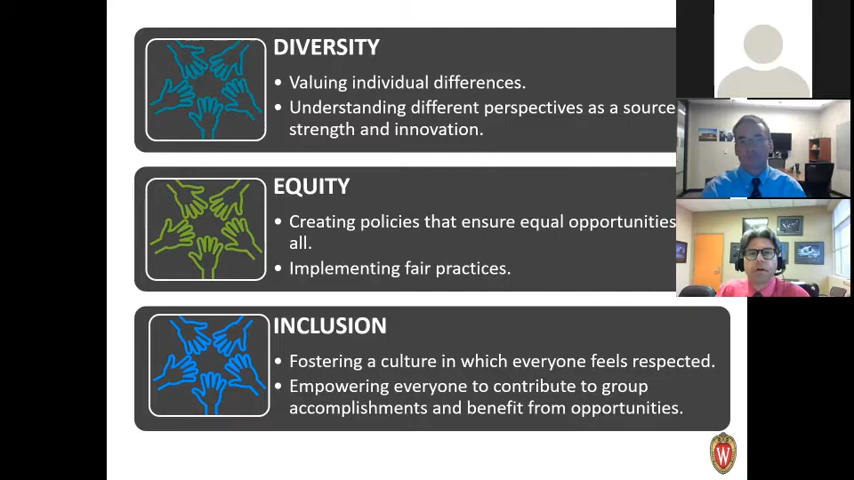 DIVERSITY
• Valuing individual differences.
• Understanding different perspectives as a source
strength and innovation.
EQUITY
• Creating policies that ensure equal opportunities
all.
• Implementing fair practices.
INCLUSION
• Fostering a culture in which everyone feels respected.
• Empowering everyone to contribute to group
accomplishments and benefit from opportunities.
W